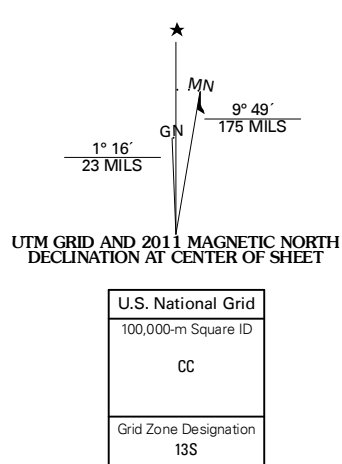 ★
MN
GN
9° 49´
175 MILS
1° 16´
23 MILS
UTM GRID AND 2011 MAGNETIC NORTH
DECLINATION AT CENTER OF SHEET
U.S. National Grid
100,000-m Square ID
CC
Grid Zone Designation
13S